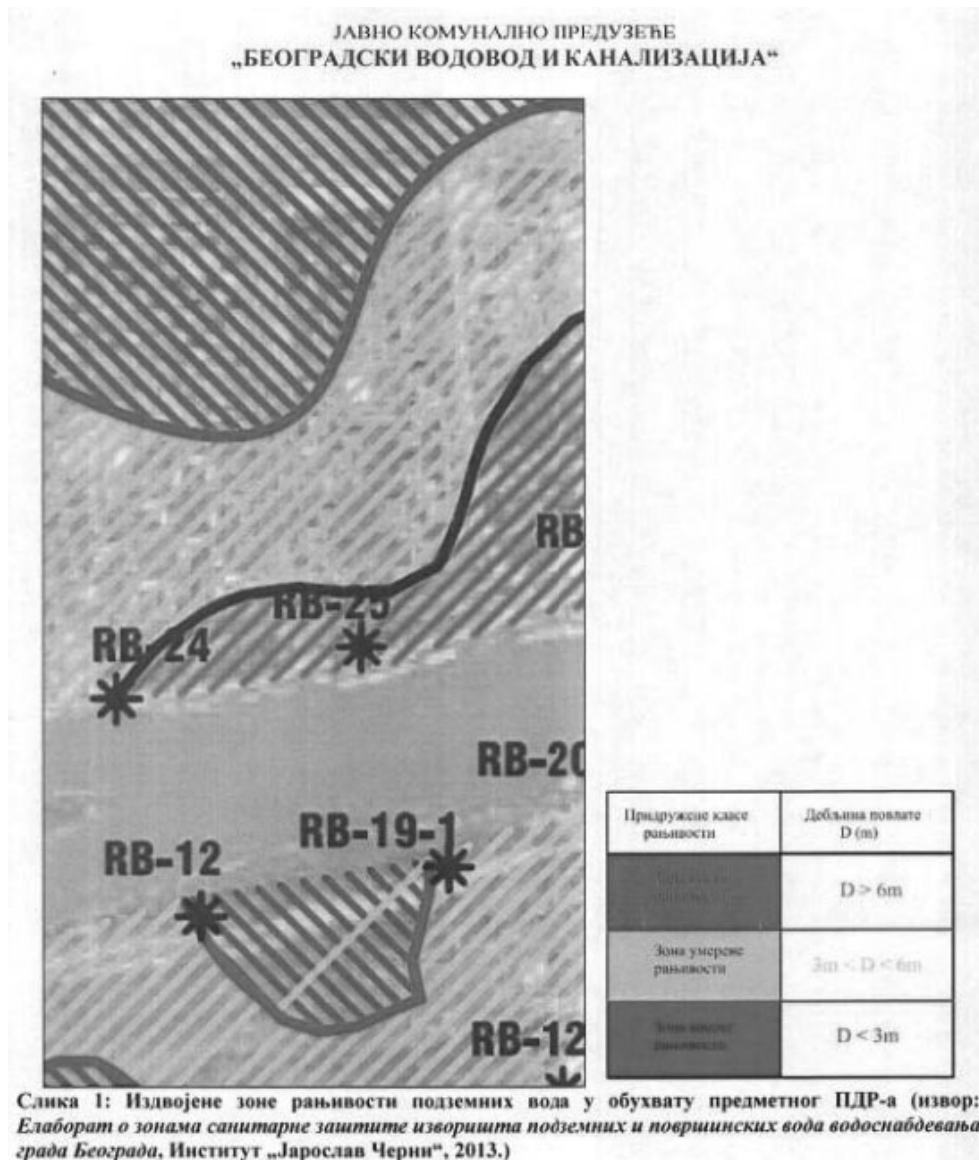 ЈАВНО КОМУНАЛНО ПРЕДУЗЕЋЕ
„БЕОГРАДСКИ ВОДОВОД И КАНАЛИЗАЦИЈА“
RB
RB-25
RB-24
RB-20
RB-19-1
RB-12
RB-12
Придружене класе рањивости
Дебљина повлате D (m)
D > 6m
Зона умерене рањивости
3m < D < 6m
D < 3m
Слика 1: Издвојене зоне рањивости подземних вода у обухвату предметног ПДР-а (извор:
Елаборат о зонама санитарне заштите изворишта подземних и површинских вода водоснабдевања
града Београда, Институт „Јарослав Черни“, 2013.)